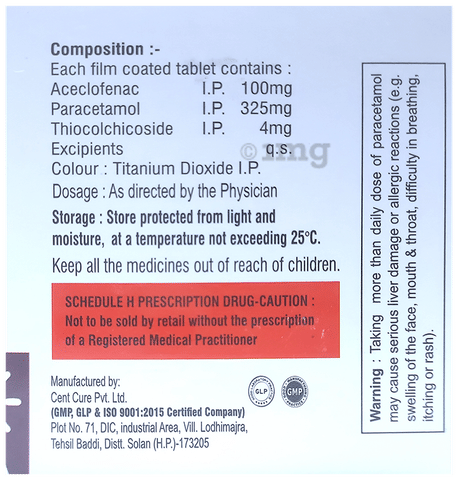 Composition :-
Each film coated tablet contains :
Aceclofenac I.P. 100mg
Paracetamol I.P. 325mg
Thiocolchicoside I.P. 4mg
Excipients q.s.
Colour : Titanium Dioxide I.P.
Dosage : As directed by the Physician
Storage : Store protected from light and
moisture, at a temperature not exceeding 25°C.
Keep all the medicines out of reach of children.
SCHEDULE H PRESCRIPTION DRUG-CAUTION :
Not to be sold by retail without the prescription
of a Registered Medical Practitioner
Manufactured by:
Cent Cure Pvt. Ltd.
(GMP, GLP & ISO 9001:2015 Certified Company)
Plot No. 71, DIC, industrial Area, Vill. Lodhimajra,
Tehsil Baddi, Distt. Solan (H.P.)-173205
GLP
GMP
Warning : Taking more than daily dose of paracetamol
may cause serious liver damage or allergic reactions (e.g.
swelling of the face, mouth & throat, difficulty in breathing,
itching or rash).
1mg